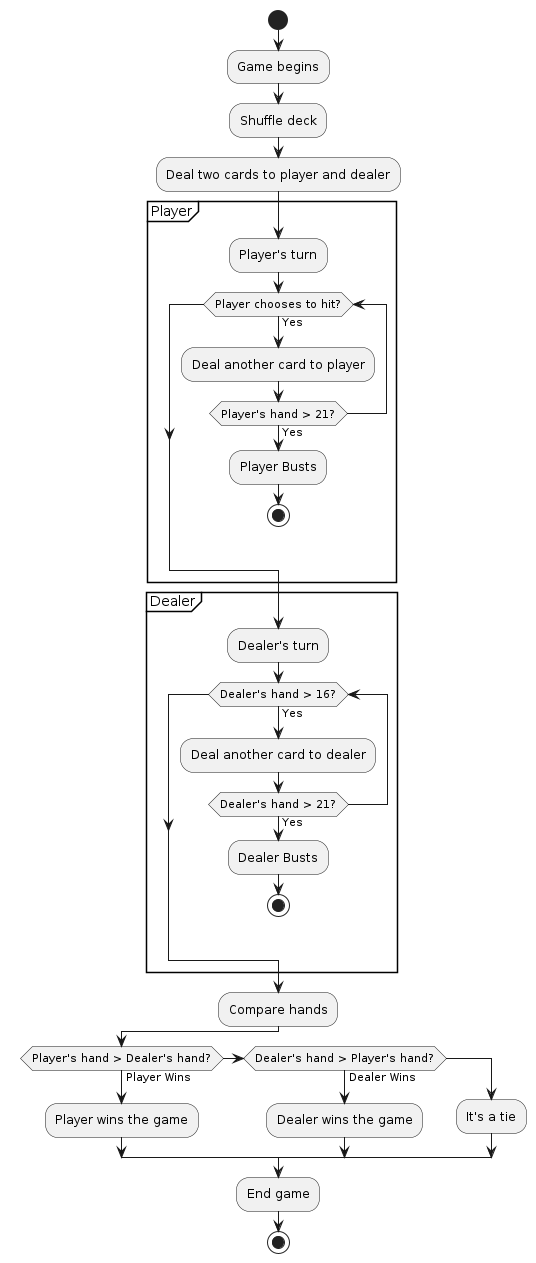 Game begins
Shuffle deck
Deal two cards to player and dealer
Player
Player's turn
Player chooses to hit?
Yes
Deal another card to player
Player's hand > 21?
Yes
Player Busts
Dealer
Dealer's turn
Dealer's hand > 16?
Yes
Deal another card to dealer
Dealer's hand > 21?
Yes
Dealer Busts
Compare hands
Player's hand > Dealer's hand?
Dealer's hand > Player's hand?
Player Wins
Dealer Wins
Player wins the game
Dealer wins the game
It's a tie
End game